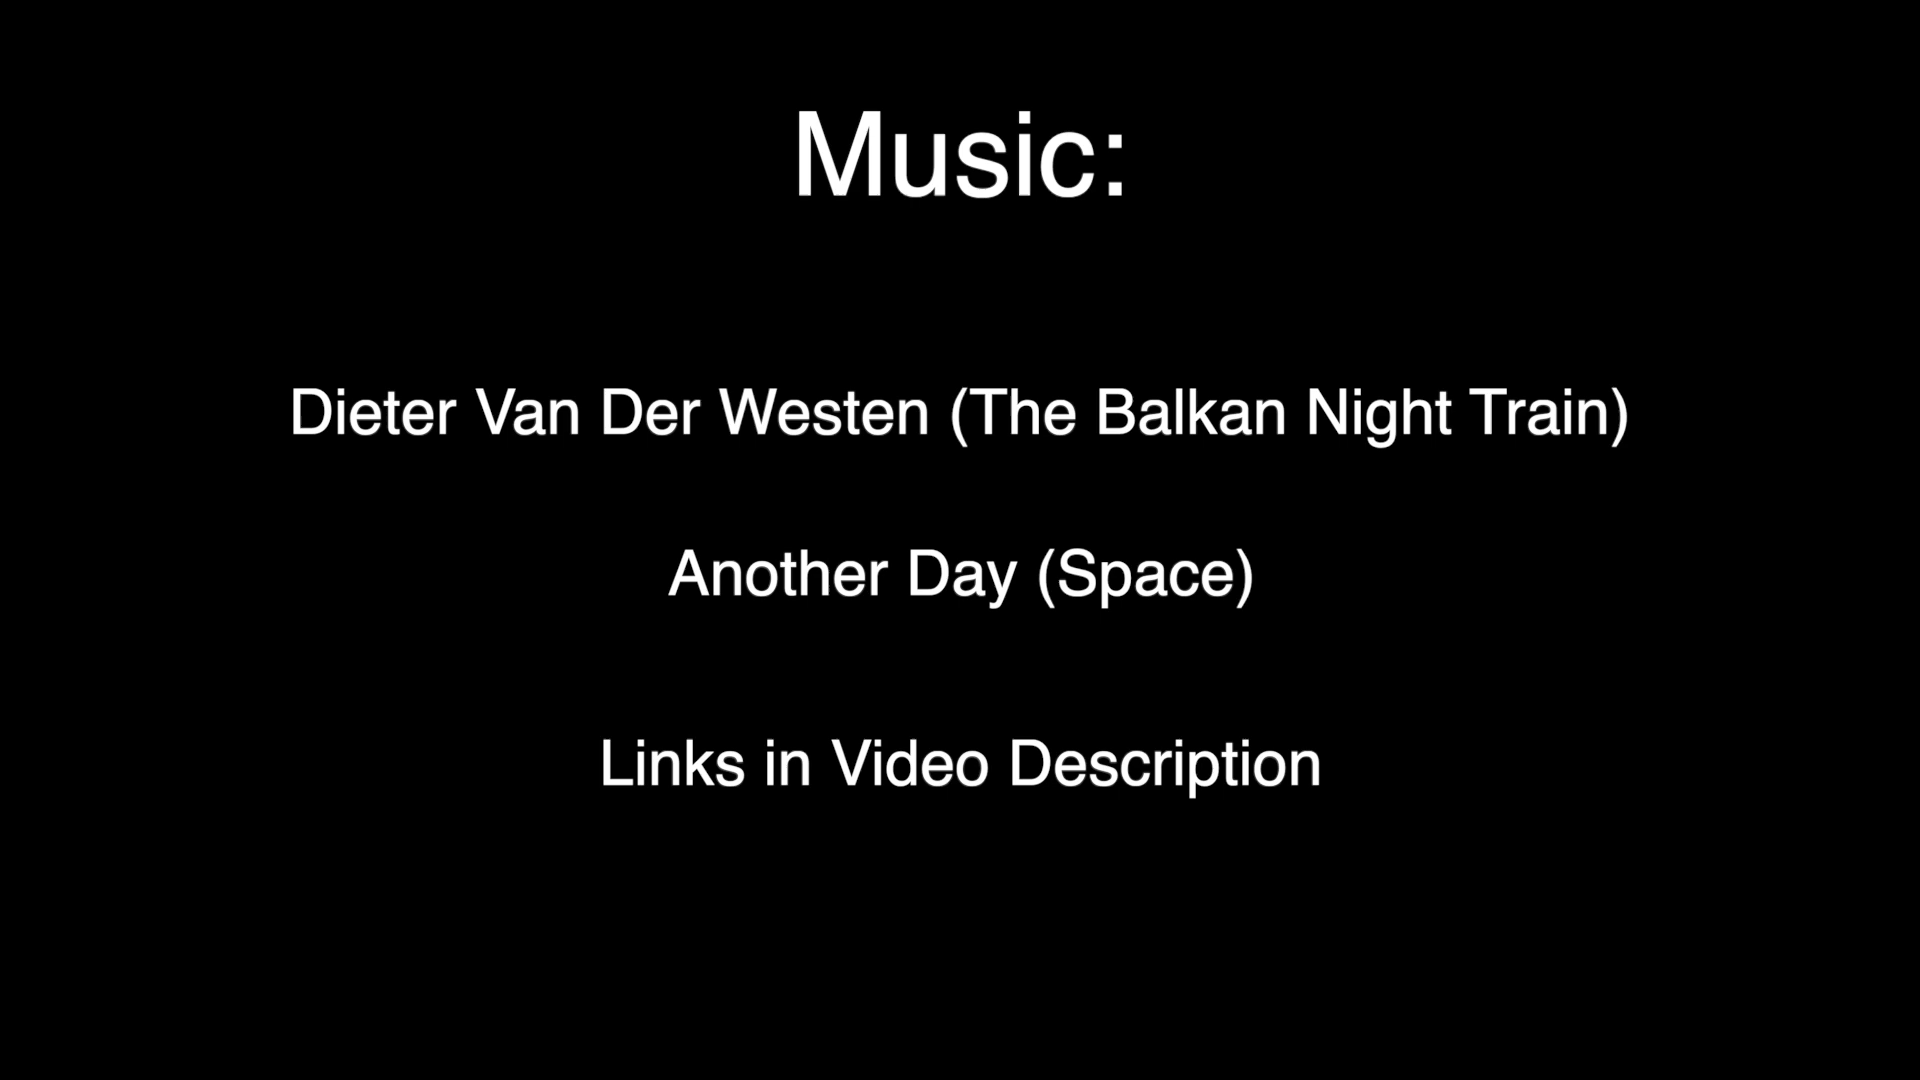 Music:
Dieter Van Der Westen (The Balkan Night Train)
Another Day (Space)
Links in Video Description